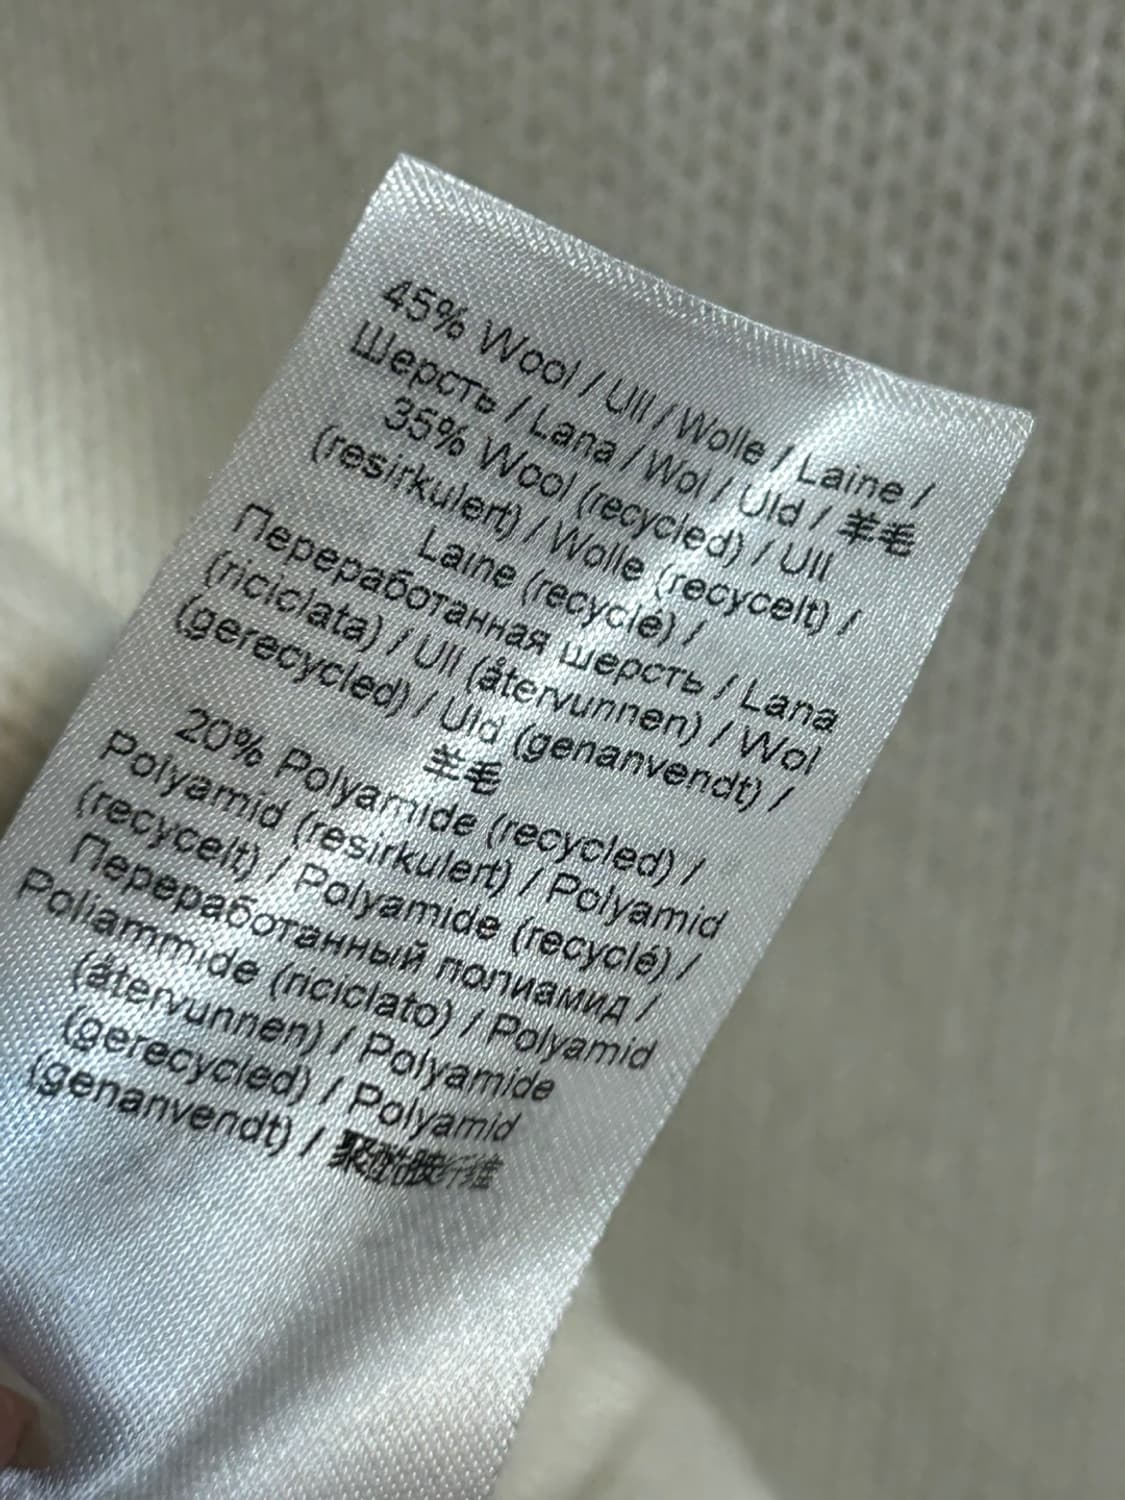 45% Wool / Ull / Wolle / Laine /
Шерсть / Lana / Wol / Uld / 羊毛
35% Wool (recycled) / Ull
(resirkulert) / Wolle (recycelt) /
Laine (recyclé) /
Переработанная шерсть / Lana
(riciclata) / Ull (återvunnen) / Wol
(gerecycled) / Uld (genanvendt) /
羊毛
20% Polyamide (recycled) /
Polyamid (resirkulert) / Polyamid
(recycelt) / Polyamide (recyclé) /
Переработанный полиамид /
Poliammide (riciclato) / Polyamid
(återvunnen) / Polyamide
(gerecycled) / Polyamid
(genanvendt) /